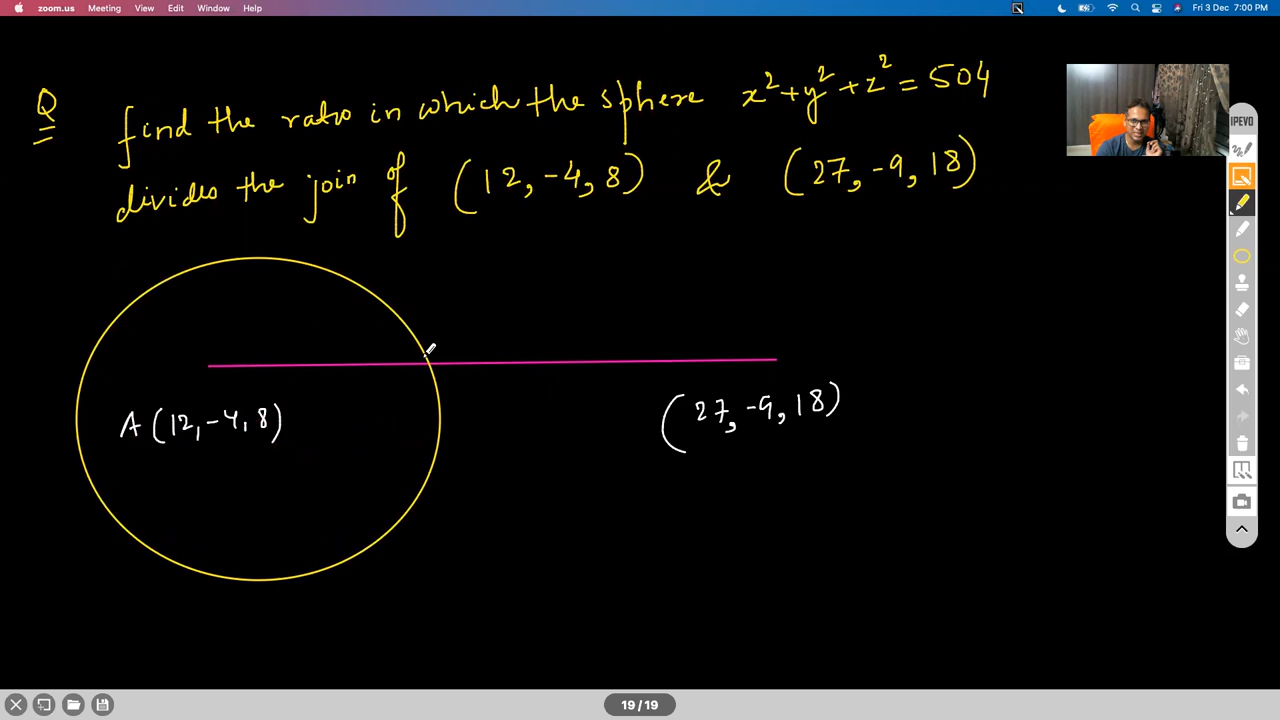 zoom.us Meeting View Edit Window Help Fri 3 Dec 7:00 PM
Q find the ratio in which the sphere x²+y²+z²=504
divides the join of (12,-4,8) & (27,-9,18)
IPEVO
A(12,-4,8) (27,-9,18)
19/19